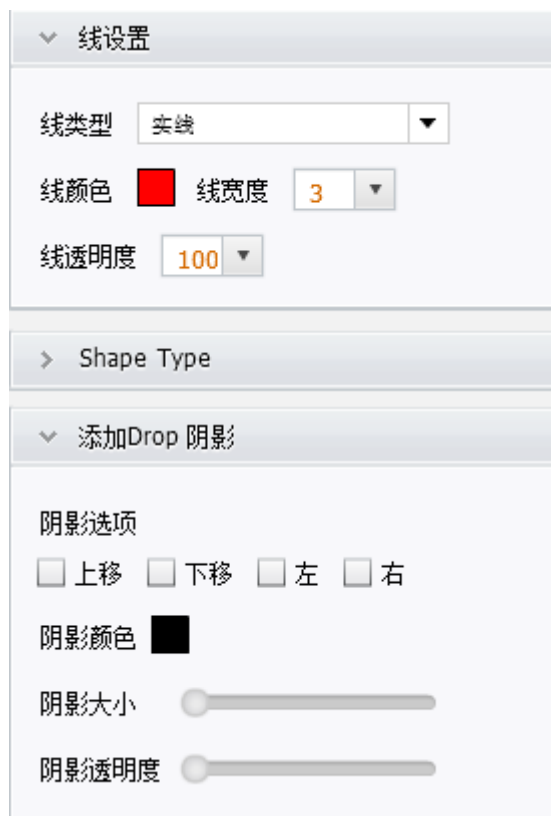 线设置
线类型 实线
线颜色 线宽度 3
线透明度 100
Shape Type
添加Drop 阴影
阴影选项
上移 下移 左 右
阴影颜色
阴影大小
阴影透明度